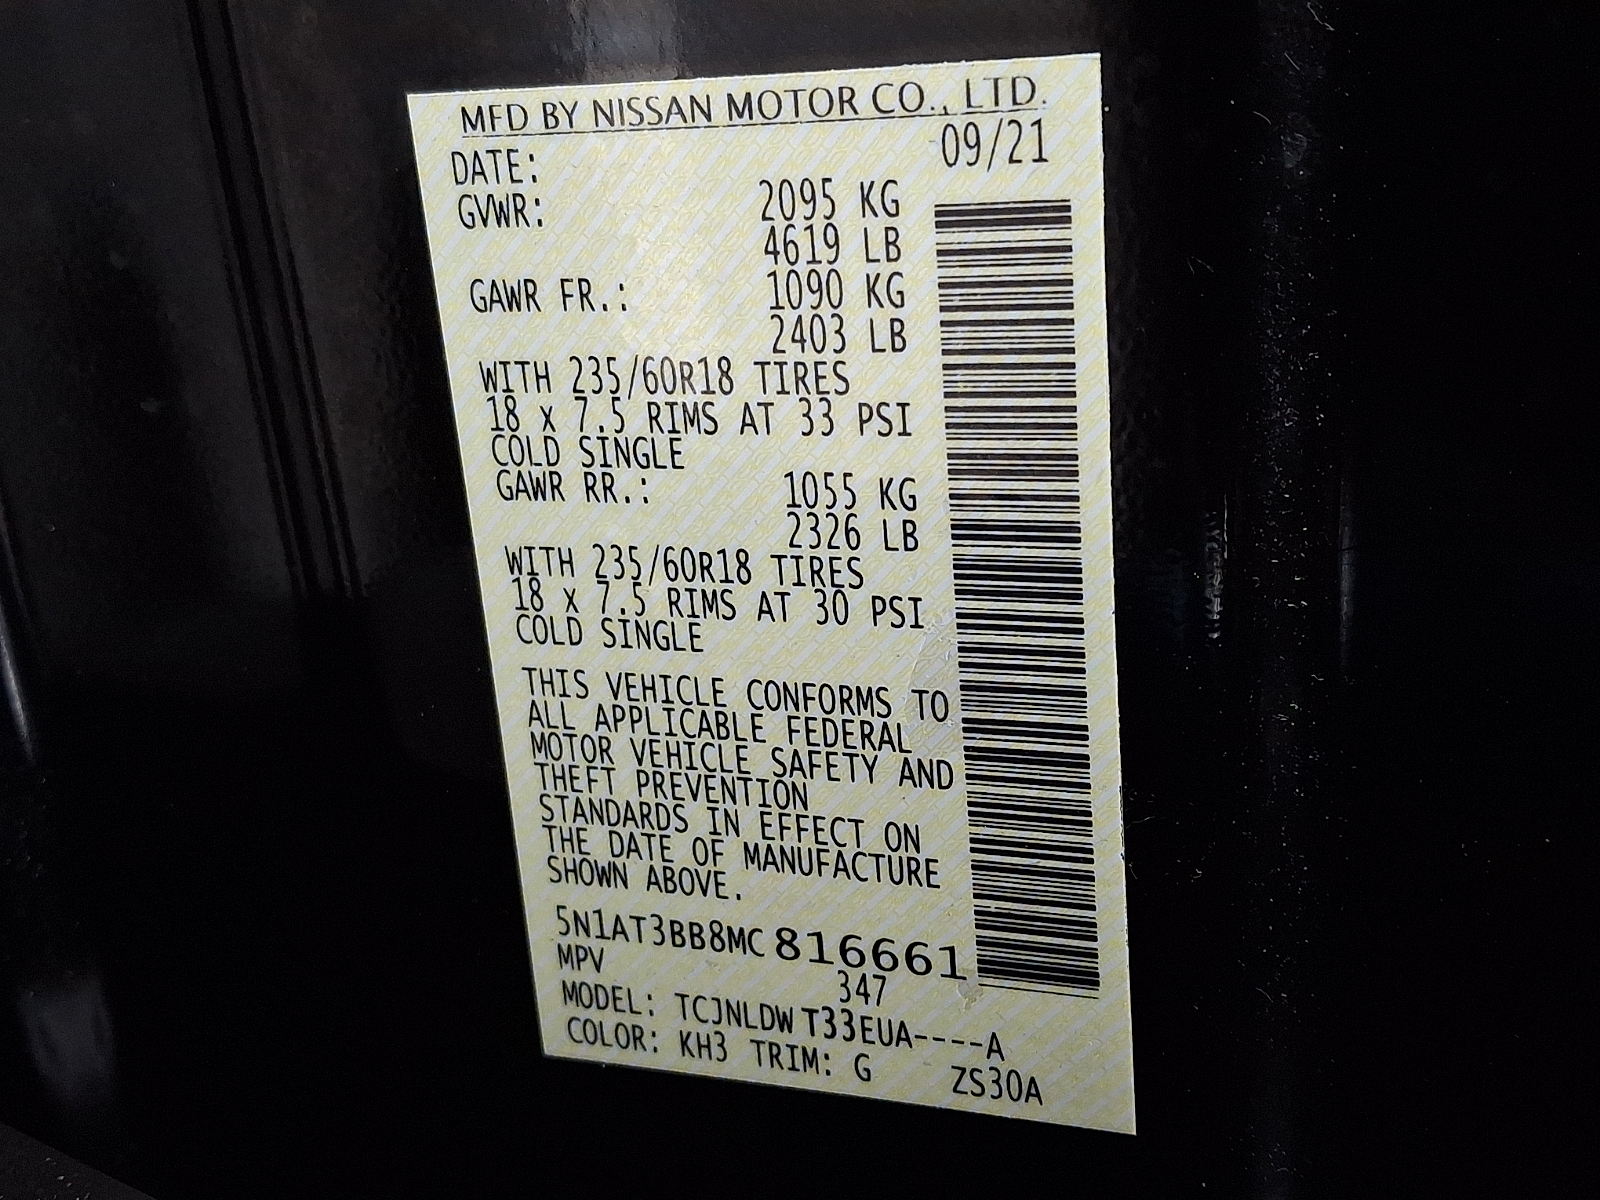 MFD BY NISSAN MOTOR CO., LTD.
DATE: 09/21
GVWR: 2095 KG
4619 LB
GAWR FR.: 1090 KG
2403 LB
WITH 235/60R18 TIRES
18 x 7.5 RIMS AT 33 PSI
COLD SINGLE
GAWR RR.: 1055 KG
2326 LB
WITH 235/60R18 TIRES
18 x 7.5 RIMS AT 30 PSI
COLD SINGLE
THIS VEHICLE CONFORMS TO
ALL APPLICABLE FEDERAL
MOTOR VEHICLE SAFETY AND
THEFT PREVENTION
STANDARDS IN EFFECT ON
THE DATE OF MANUFACTURE
SHOWN ABOVE.
5N1AT3BB8MC 816661
MPV 347
MODEL: TCJNLDW T33EUA----A
COLOR: KH3 TRIM: G ZS30A